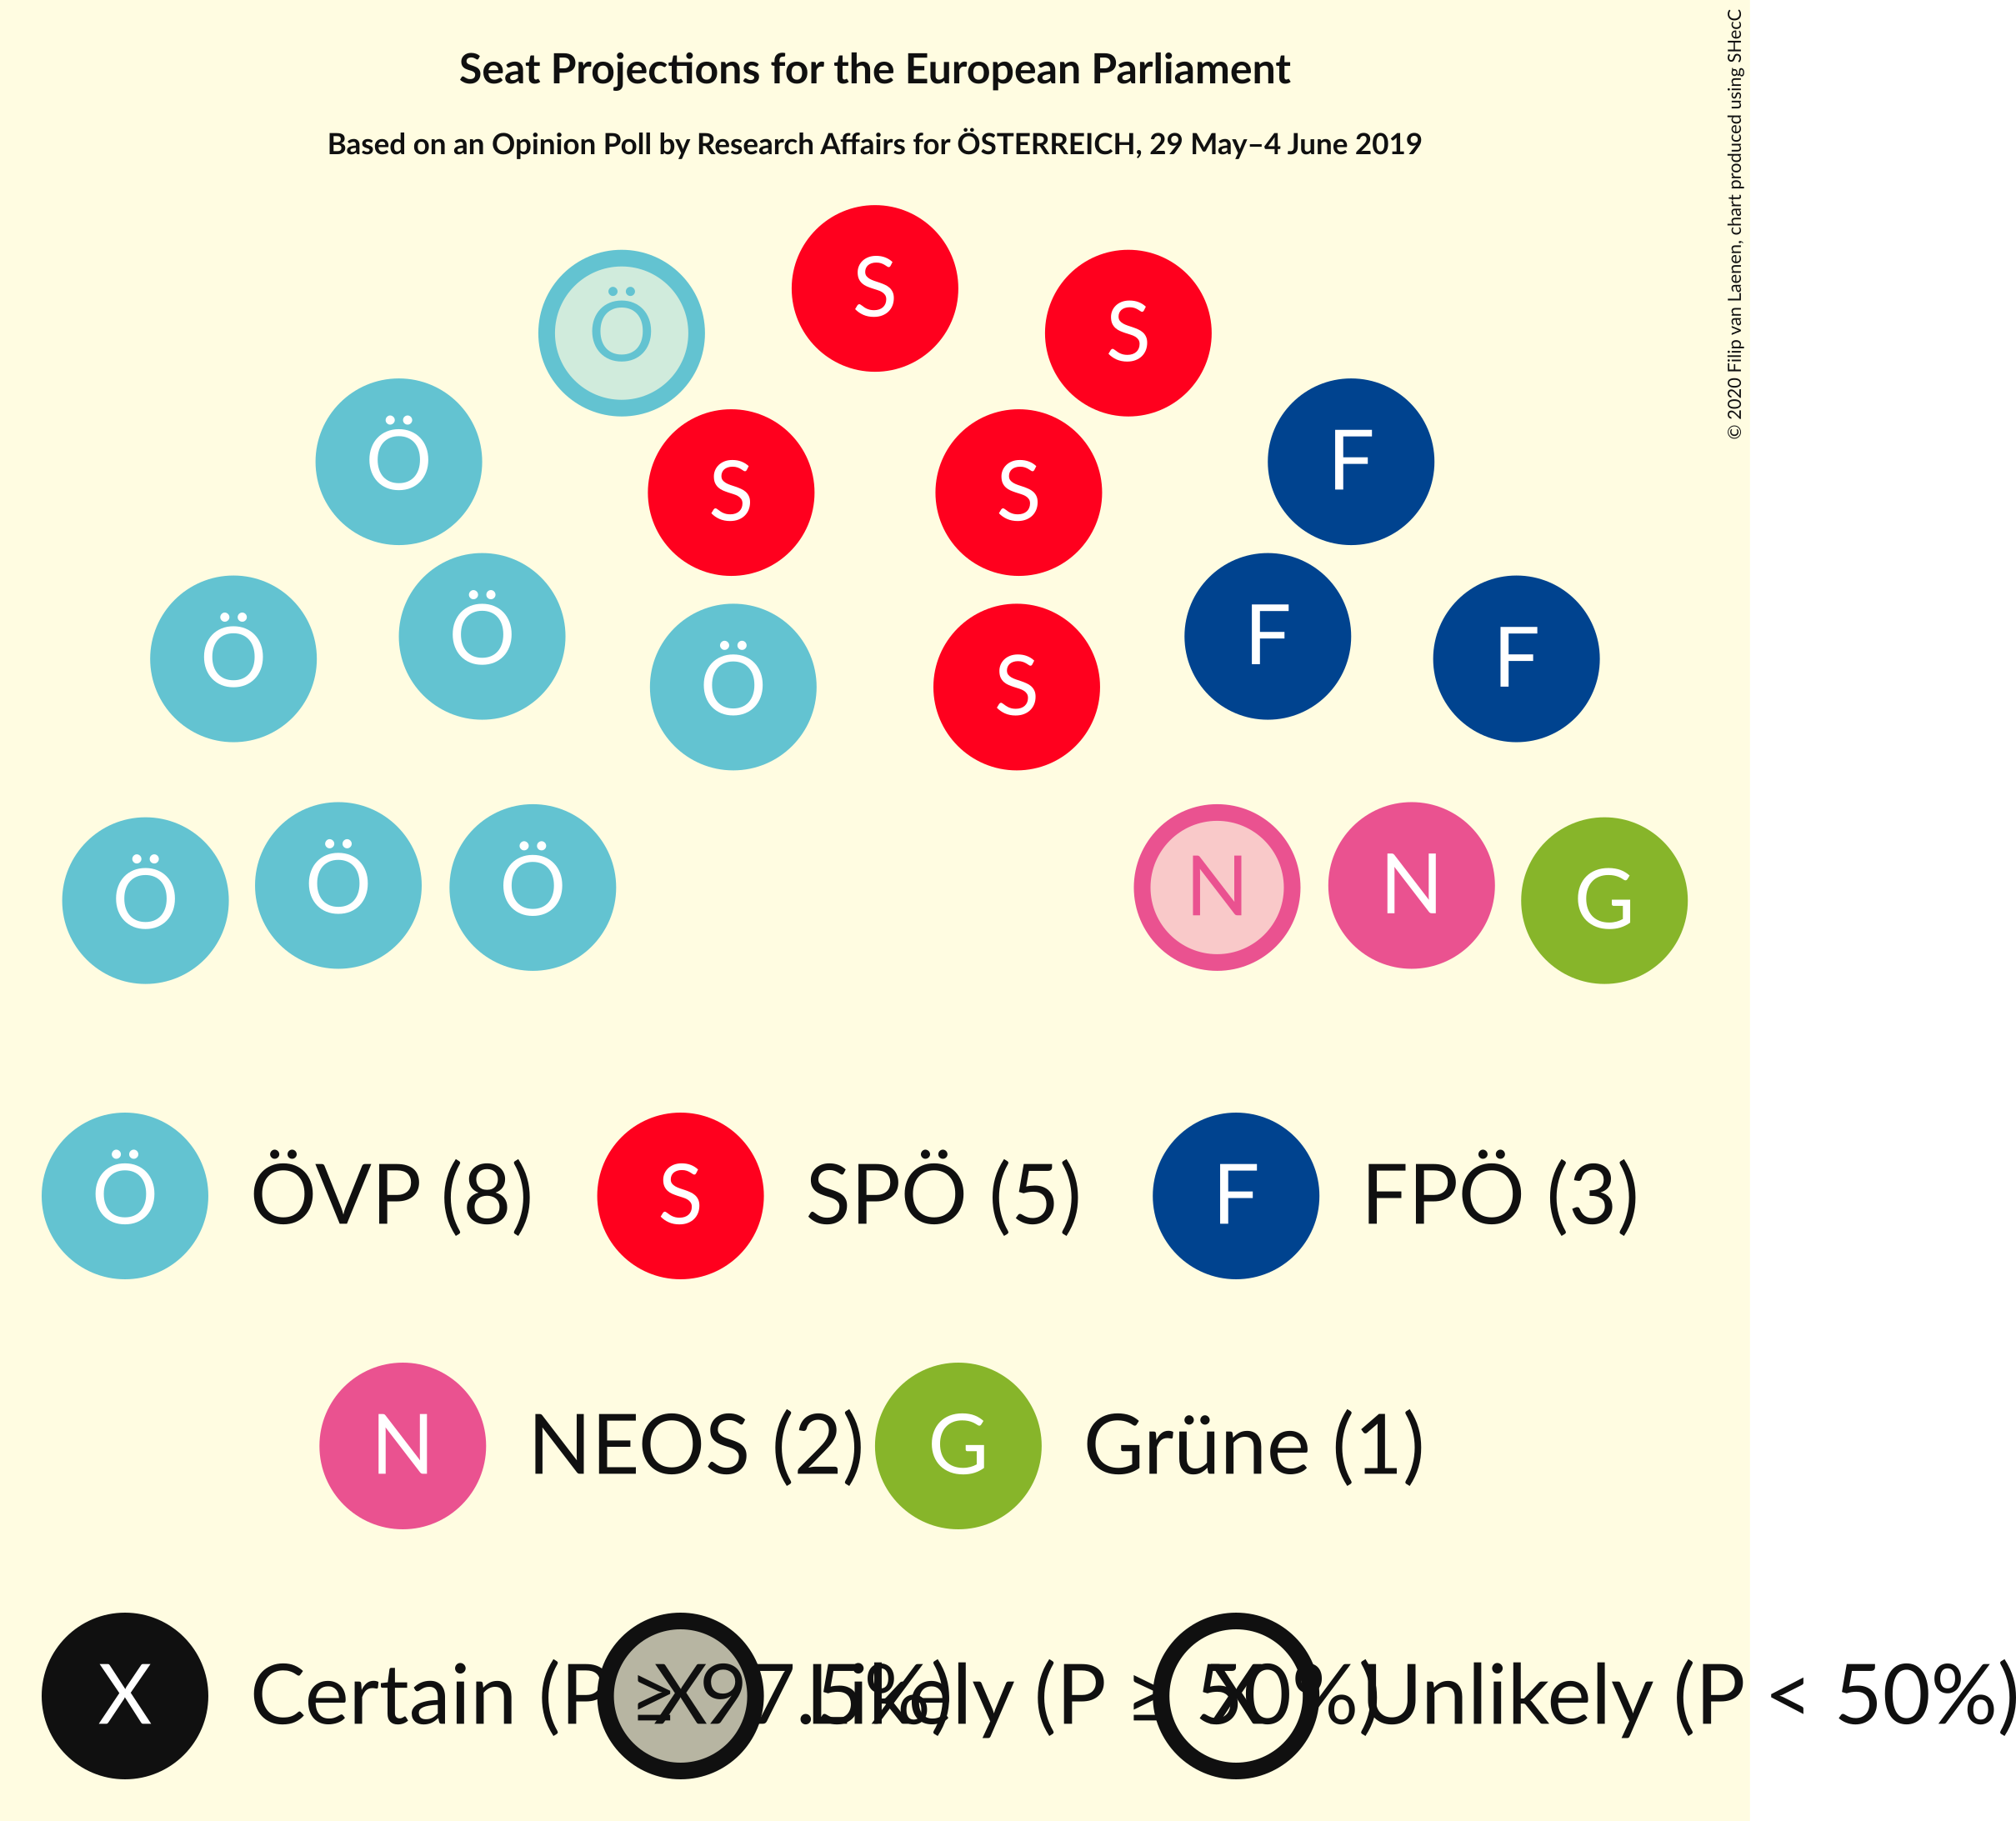 Seat Projections for the European Parliament
Based on an Opinion Poll by Research Affairs for ÖSTERREICH, 29 May–4 June 2019
© 2020 Filip van Laenen, chart produced using SHecC
S
Ö S
Ö F
S S
Ö Ö F F
Ö S
Ö Ö Ö N N G
Ö ÖVP (8) S SPÖ (5) F FPÖ (3)
N NEOS (2) G Grüne (1)
X Certain (P ≥ 97.5%) X Likely (P ≥ 50%) X Unlikely (P < 50%)